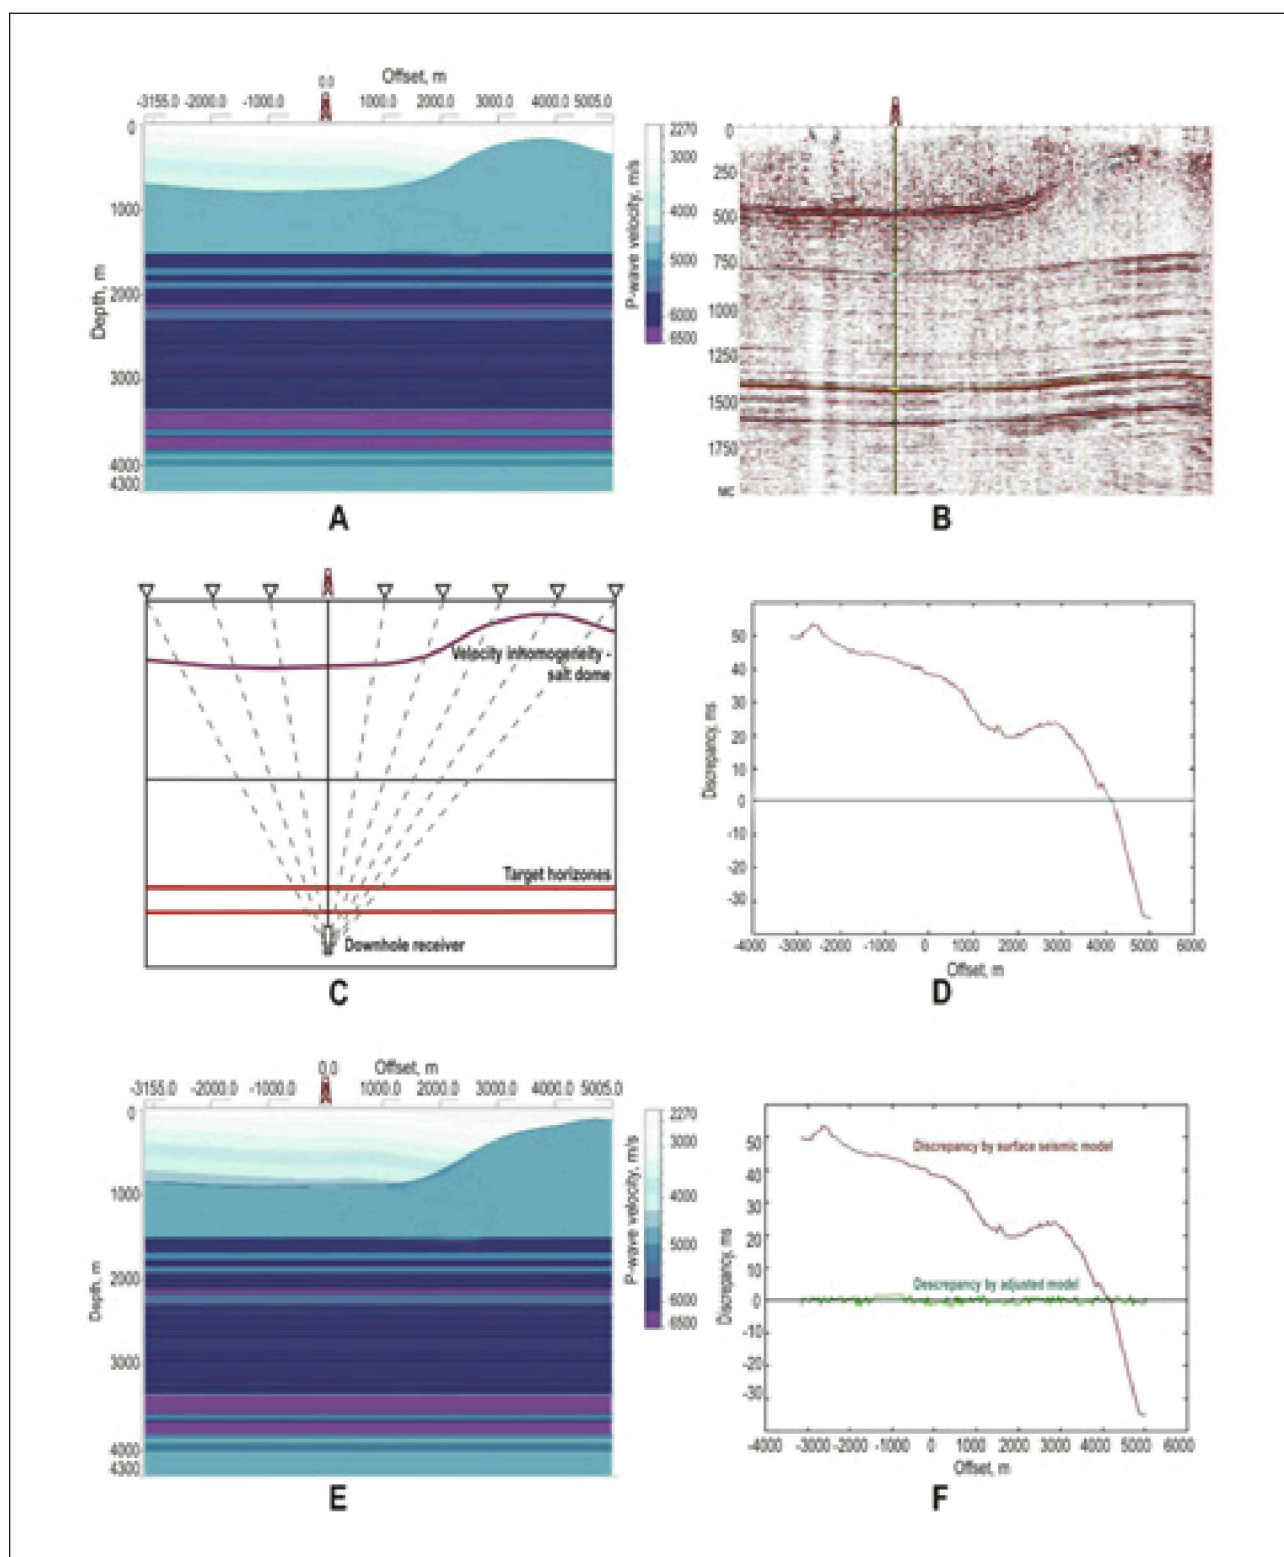 Offset, m
0.0
-3155.0 -2000.0 -1000.0 1000.0 2000.0 3000.0 4000.0 5005.0
0
1000
2000
3000
4000
4300
Depth, m
2270
3000
4000
5000
6000
6500
P-wave velocity, m/s
A
0
250
500
750
1000
1250
1500
1750
мс
B
Velocity inhomogerieity -
salt dome
Target horizones
Downhole receiver
C
50
40
30
20
10
0
-10
-20
-30
Discrepancy, ms
-4000 -3000 -2000 -1000 0 1000 2000 3000 4000 5000 6000
Offset, m
D
Offset, m
0.0
-3155.0 -2000.0 -1000.0 1000.0 2000.0 3000.0 4000.0 5005.0
0
1000
2000
3000
4000
4300
Depth, m
2270
3000
4000
5000
6000
6500
P-wave velocity, m/s
E
Discrepancy by surface seismic model
Descrepancy by adjusted model
50
40
30
20
10
0
-10
-20
-30
Discrepancy, ms
-4000 -3000 -2000 -1000 0 1000 2000 3000 4000 5000 6000
Offset, m
F